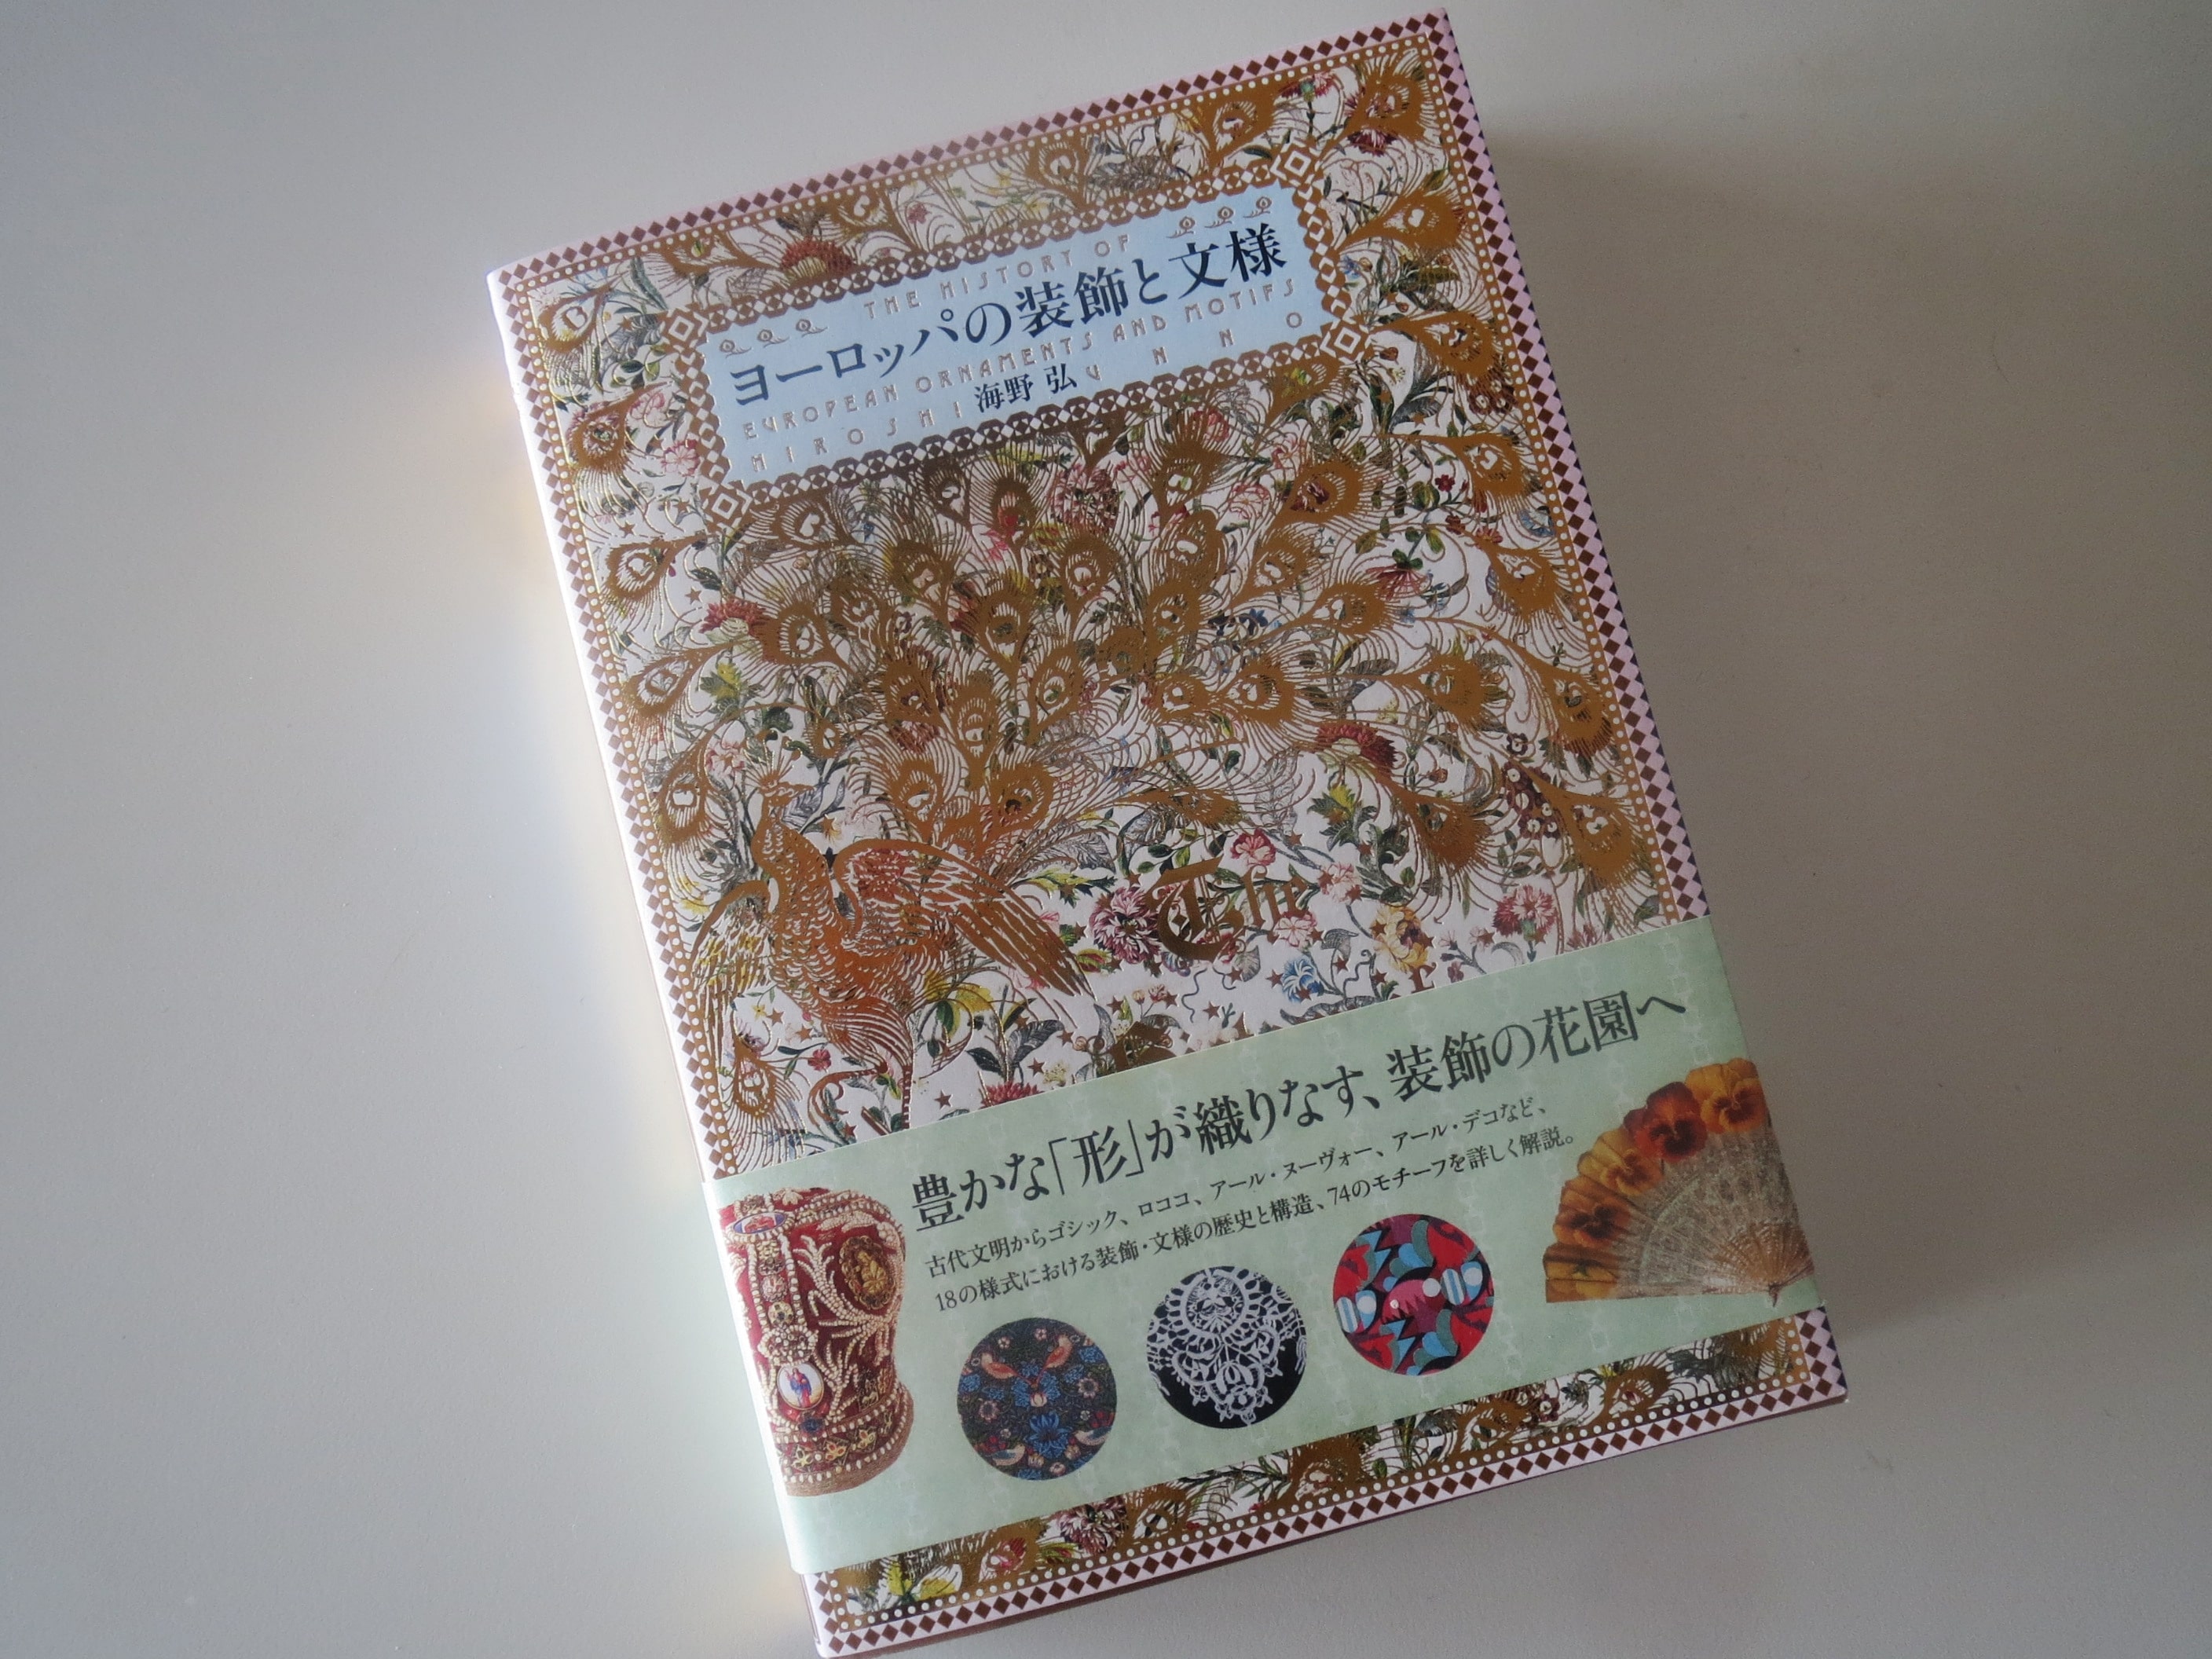 THE HISTORY OF
ヨーロッパの装飾と文様
EUROPEAN ORNAMENTS AND MOTIFS
海野 弘
HIROSHI UNNO
The
豊かな「形」が織りなす、装飾の花園へ
古代文明からゴシック、ロココ、アール・ヌーヴォー、アール・デコなど、
18の様式における装飾・文様の歴史と構造、74のモチーフを詳しく解説。